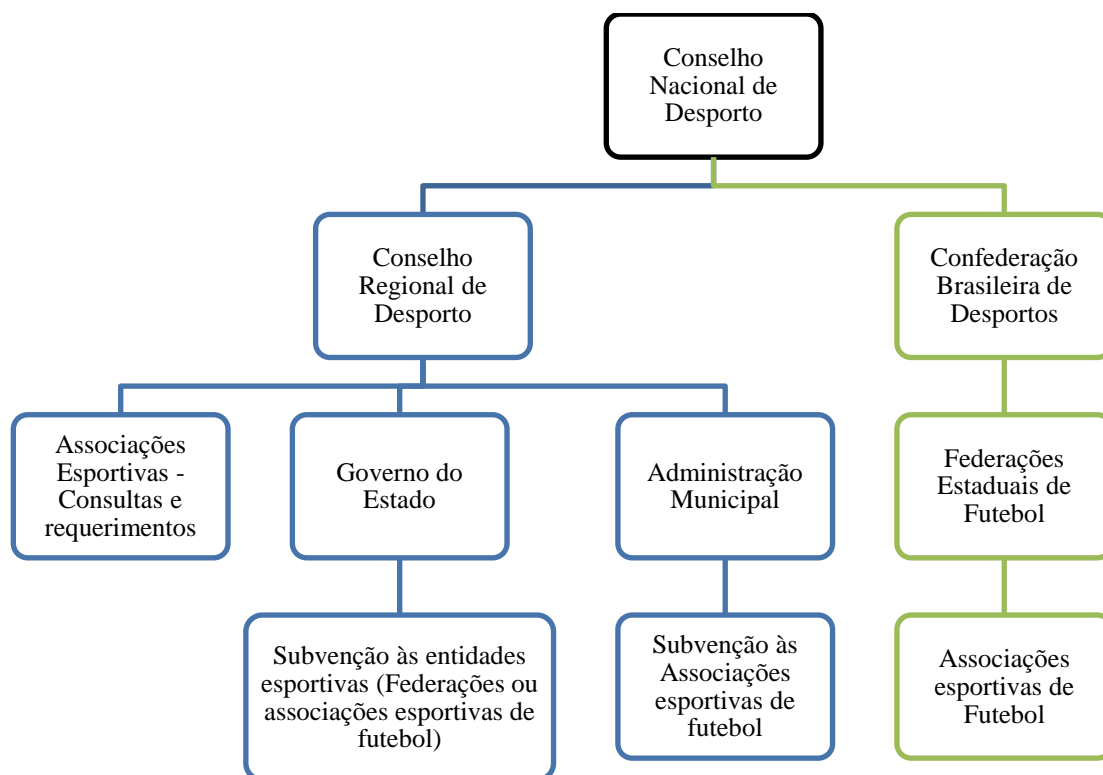 Conselho
Nacional de
Desporto
Conselho
Regional de
Desporto
Confederação
Brasileira de
Desportos
Associações
Esportivas -
Consultas e
requerimentos
Governo do
Estado
Administração
Municipal
Federações
Estaduais de
Futebol
Subvenção às entidades
esportivas (Federações ou
associações esportivas de
futebol)
Subvenção às
Associações
esportivas de
futebol
Associações
esportivas de
Futebol